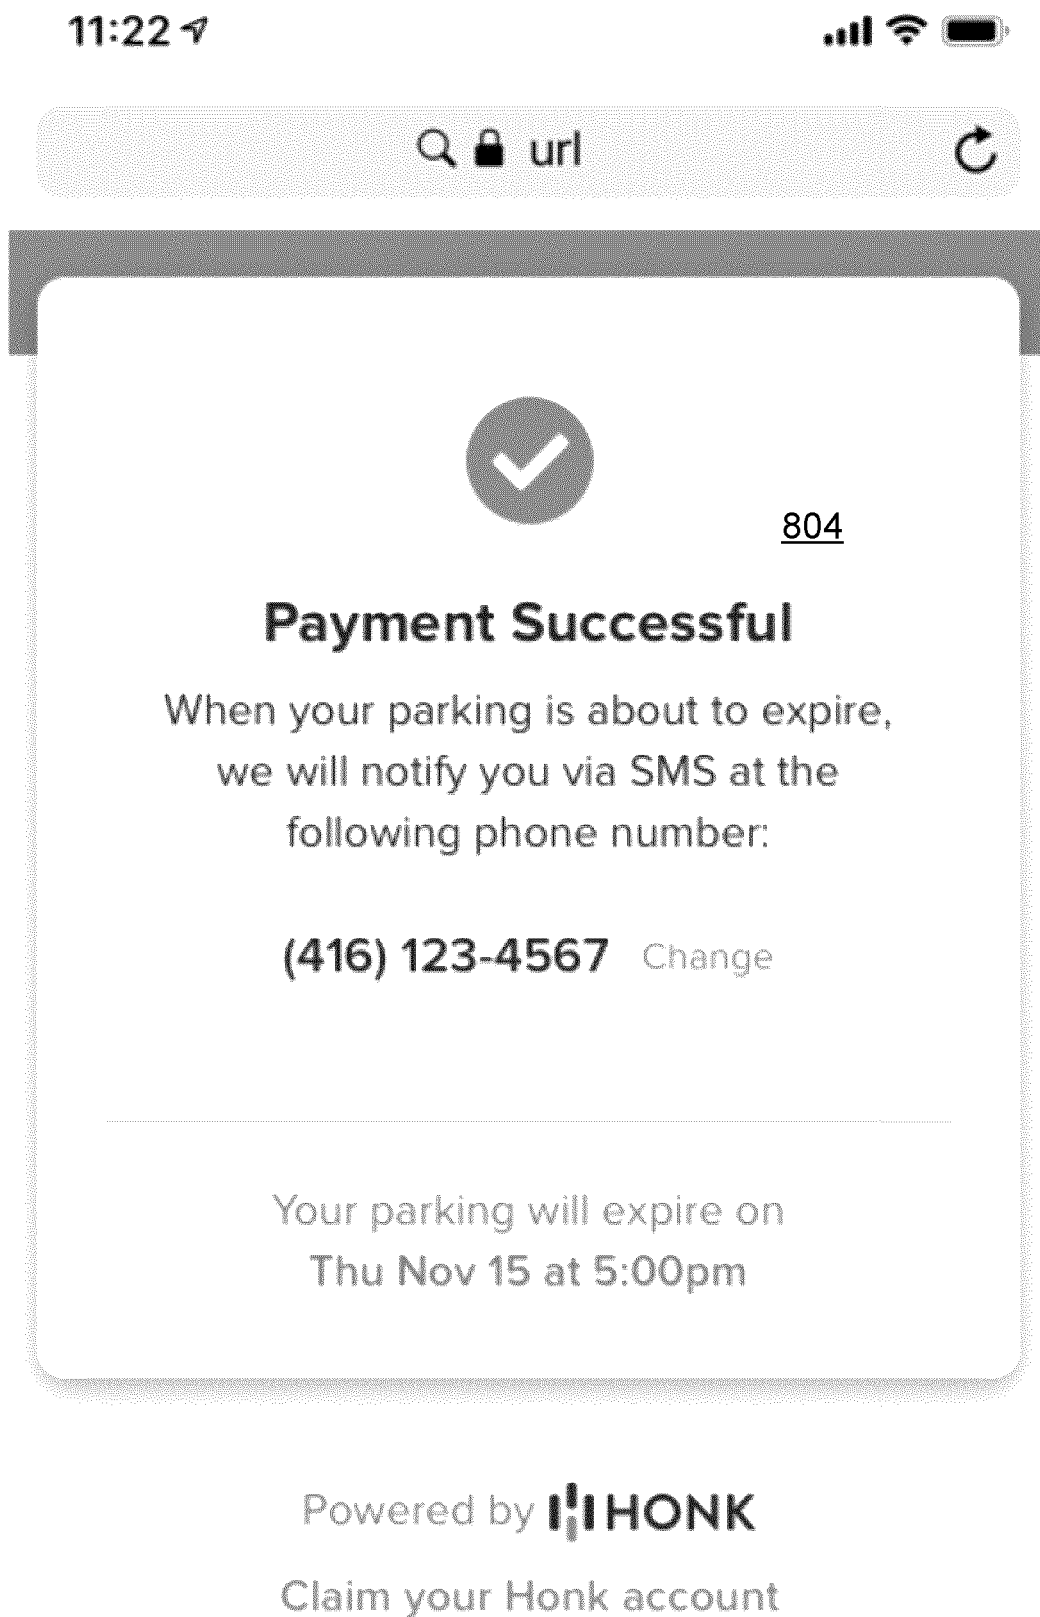 11:22
url
804
Payment Successful
When your parking is about to expire,
we will notify you via SMS at the
following phone number:
(416) 123-4567 Change
Your parking will expire on
Thu Nov 15 at 5:00pm
Powered by HONK
Claim your Honk account